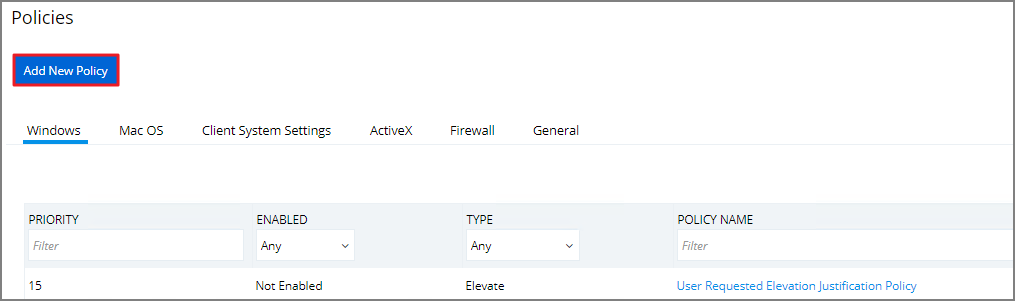 Policies
Add New Policy
Windows Mac OS Client System Settings ActiveX Firewall General
PRIORITY ENABLED TYPE POLICY NAME
Filter Any Any Filter
15 Not Enabled Elevate User Requested Elevation Justification Policy